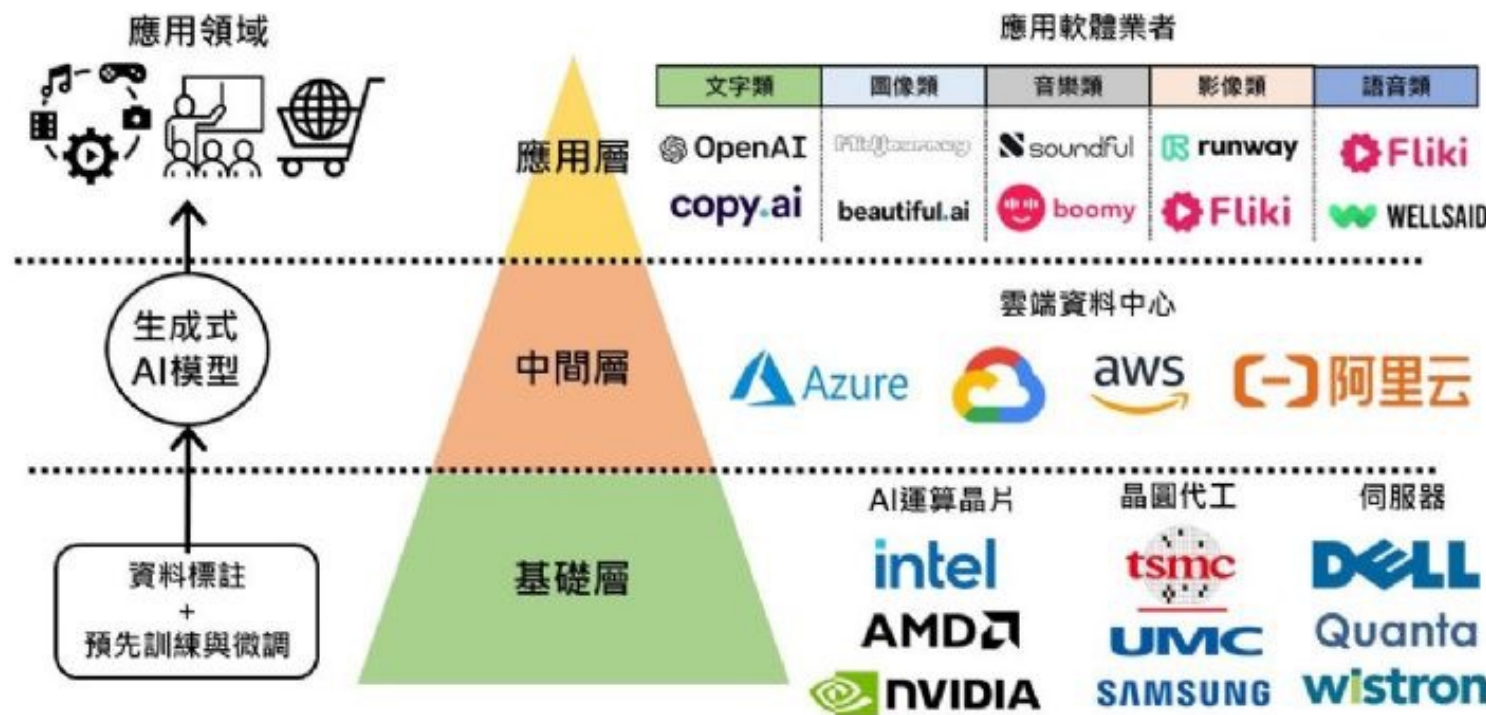 應用領域
應用軟體業者
文字類 圖像類 音樂類 影像類 語音類
OpenAI soundful runway Fliki
copy.ai beautiful.ai boomy Fliki WELLSAID
應用層
生成式
AI模型
中間層
雲端資料中心
Azure aws 阿里云
資料標註
+
預先訓練與微調
基礎層
AI運算晶片 晶圓代工 伺服器
intel tsmc DELL
AMD UMC Quanta
NVIDIA SAMSUNG wistron